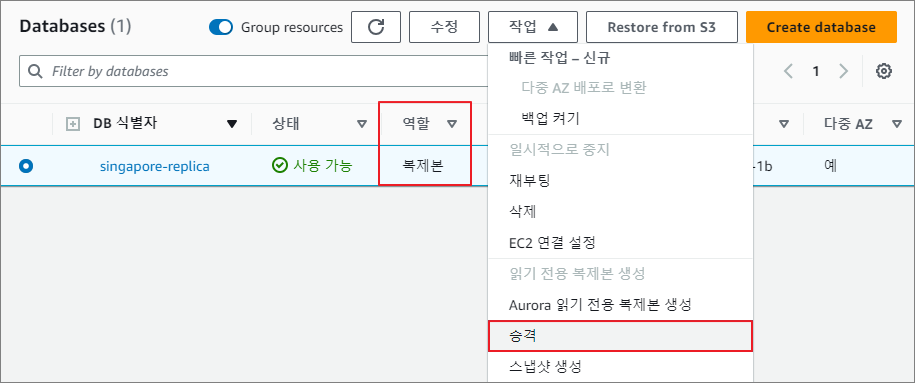 Databases (1)
Group resources
수정
작업
Restore from S3
Create database
Filter by databases
1
DB 식별자
상태
역할
다중 AZ
singapore-replica
사용 가능
복제본
-1b
예
빠른 작업 – 신규
다중 AZ 배포로 변환
백업 켜기
일시적으로 중지
재부팅
삭제
EC2 연결 설정
읽기 전용 복제본 생성
Aurora 읽기 전용 복제본 생성
승격
스냅샷 생성